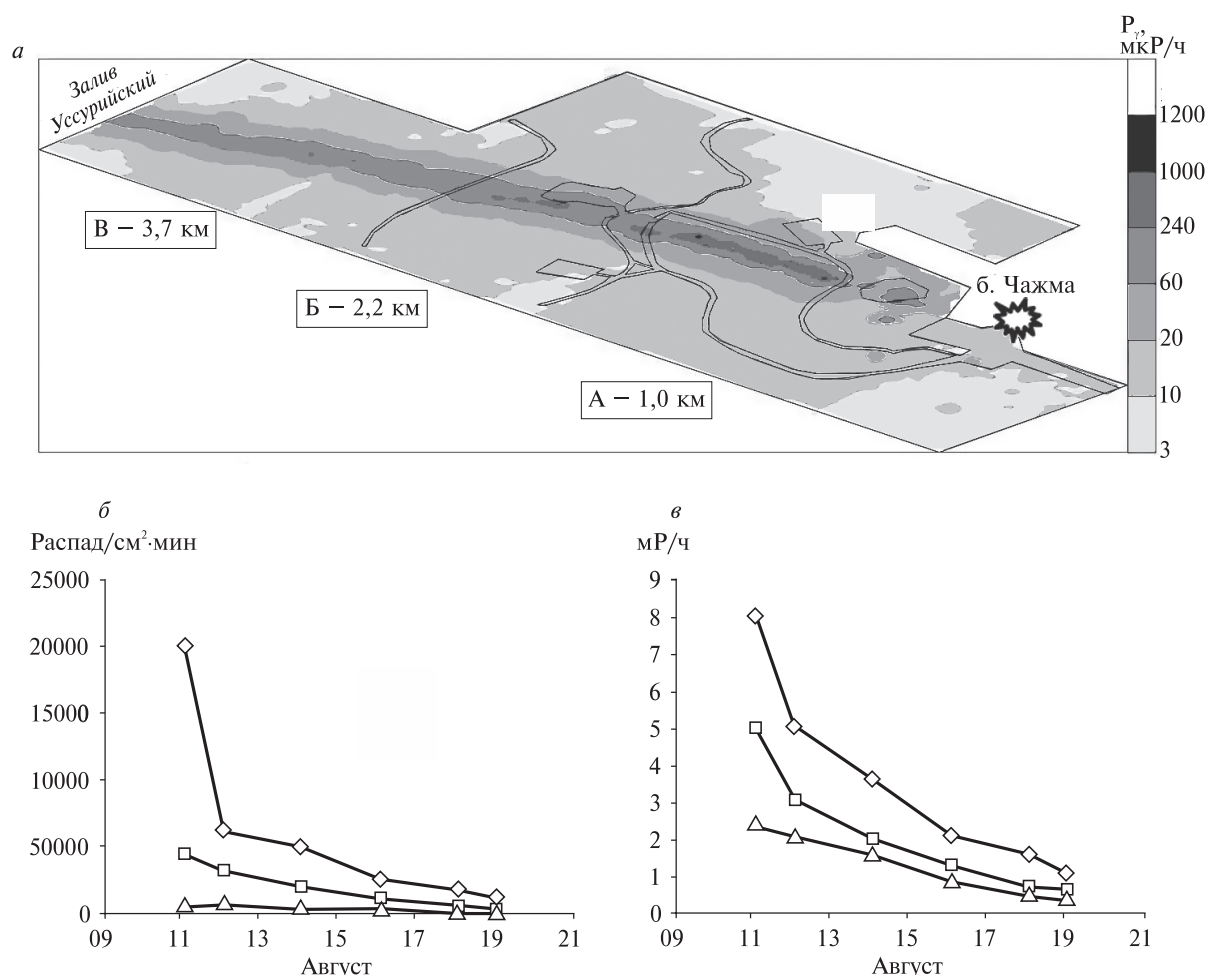 а
Залив
Уссурийский
Pγ,
мкР/ч
1200
1000
240
60
20
10
3
В – 3,7 км
Б – 2,2 км
А – 1,0 км
б. Чажма
б
Распад/см²·мин
25000
20000
15000
10000
50000
0
09 11 13 15 17 19 21
Август
в
мР/ч
9
8
7
6
5
4
3
2
1
0
09 11 13 15 17 19 21
Август